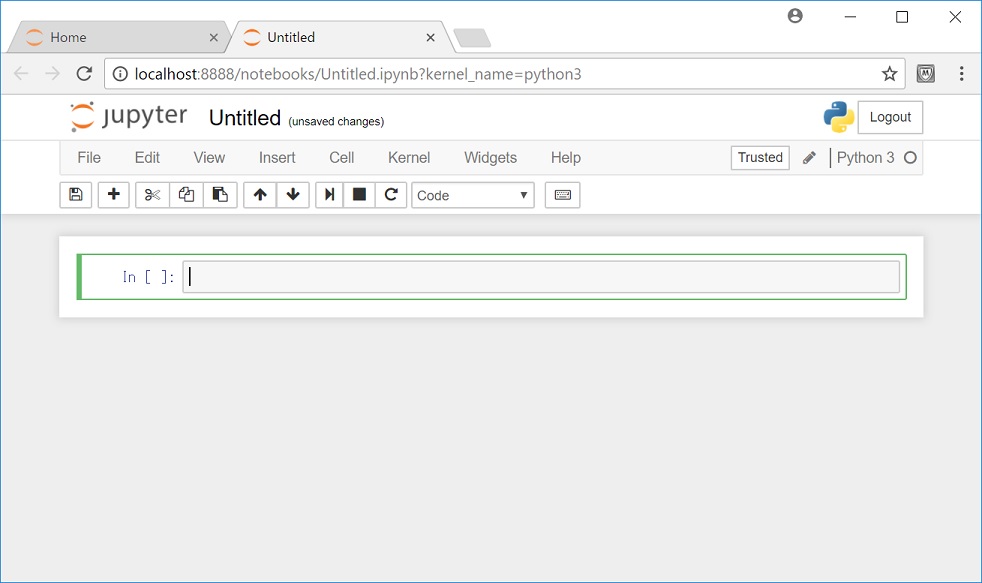 Home
Untitled
localhost:8888/notebooks/Untitled.ipynb?kernel_name=python3
jupyter Untitled (unsaved changes) Logout
File Edit View Insert Cell Kernel Widgets Help Trusted Python 3
Code
In [ ]: